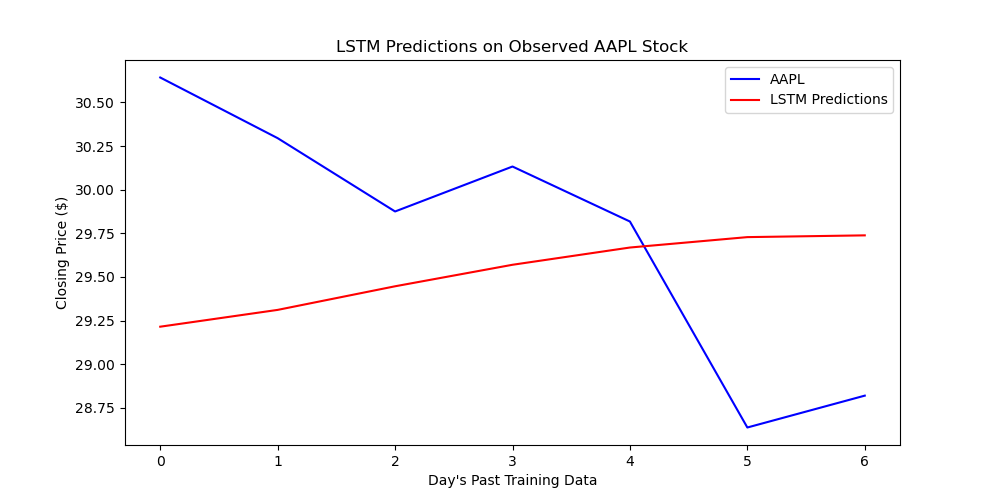 LSTM Predictions on Observed AAPL Stock
AAPL
LSTM Predictions
Closing Price ($)
30.50
30.25
30.00
29.75
29.50
29.25
29.00
28.75
0 1 2 3 4 5 6
Day's Past Training Data